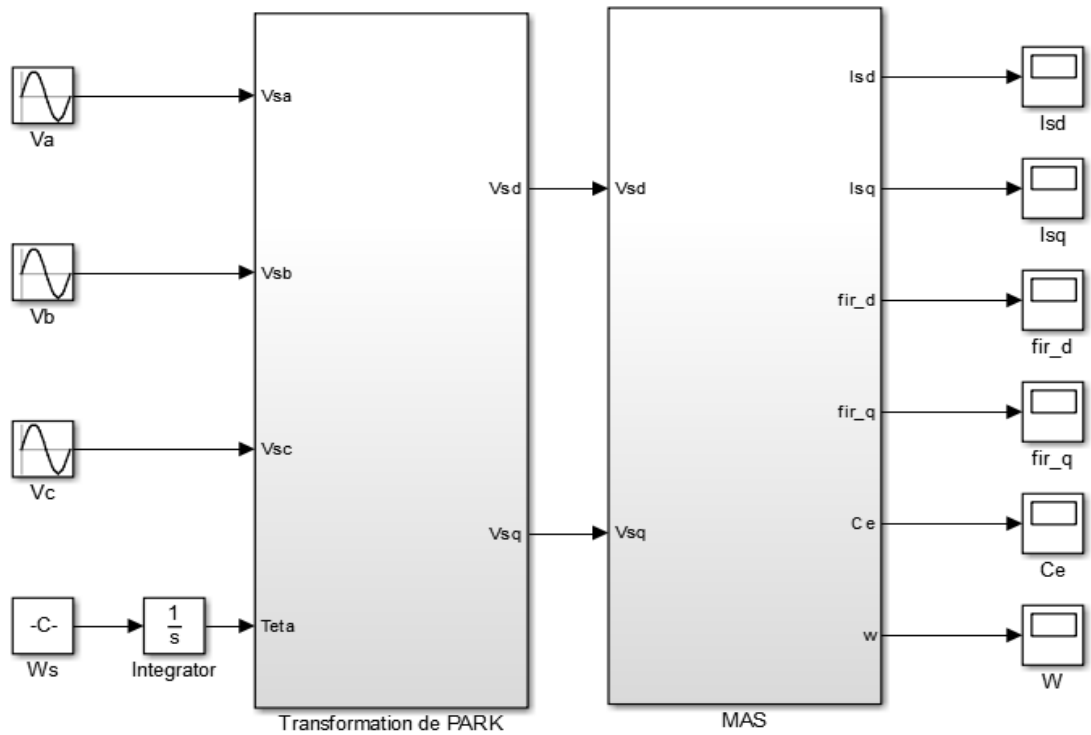 Va
Vb
Vc
-C-
Ws
1
s
Integrator
Vsa
Vsb
Vsc
Teta
Vsd
Vsq
Transformation de PARK
Vsd
Vsq
Isd
Isq
fir_d
fir_q
Ce
w
MAS
Isd
Isq
fir_d
fir_q
Ce
W